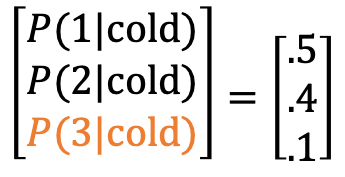 P(1|cold)
P(2|cold) = .5
P(3|cold) .4
.1